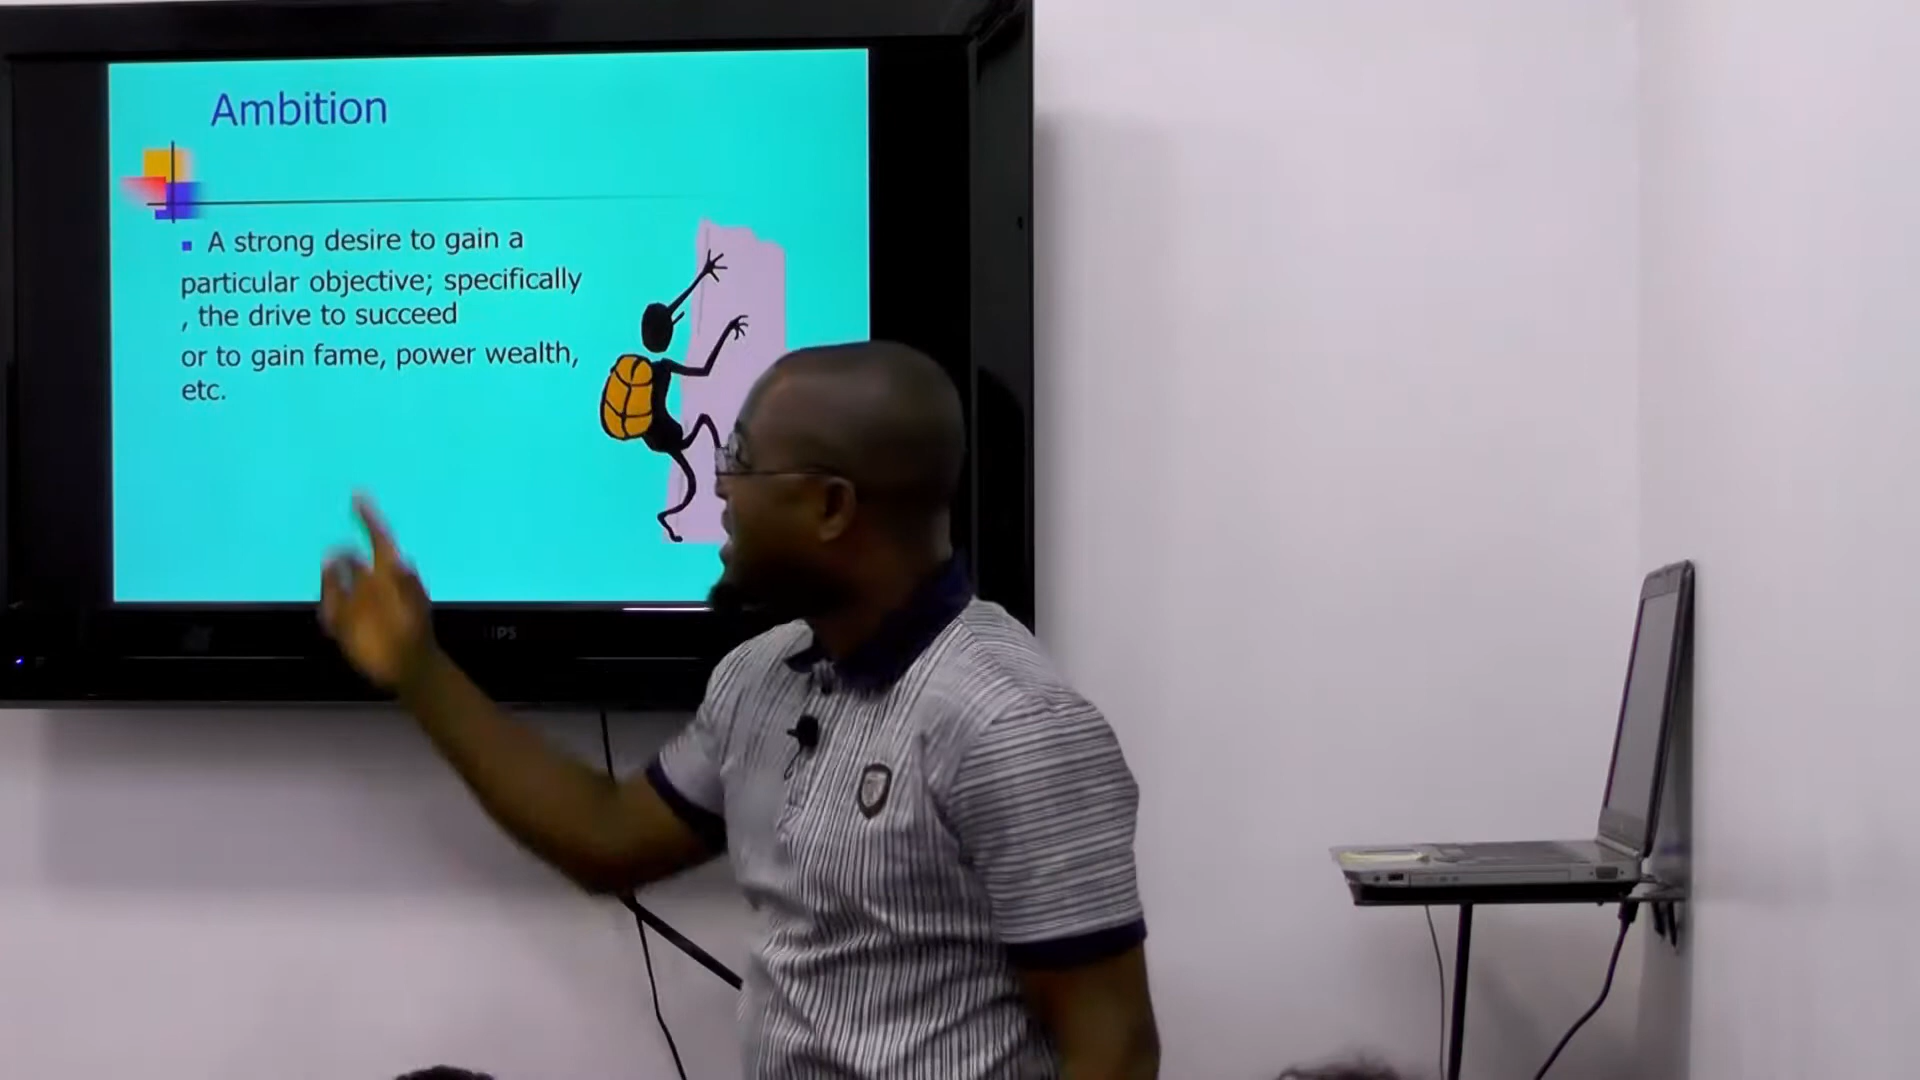 Ambition
A strong desire to gain a
particular objective; specifically
, the drive to succeed
or to gain fame, power wealth,
etc.